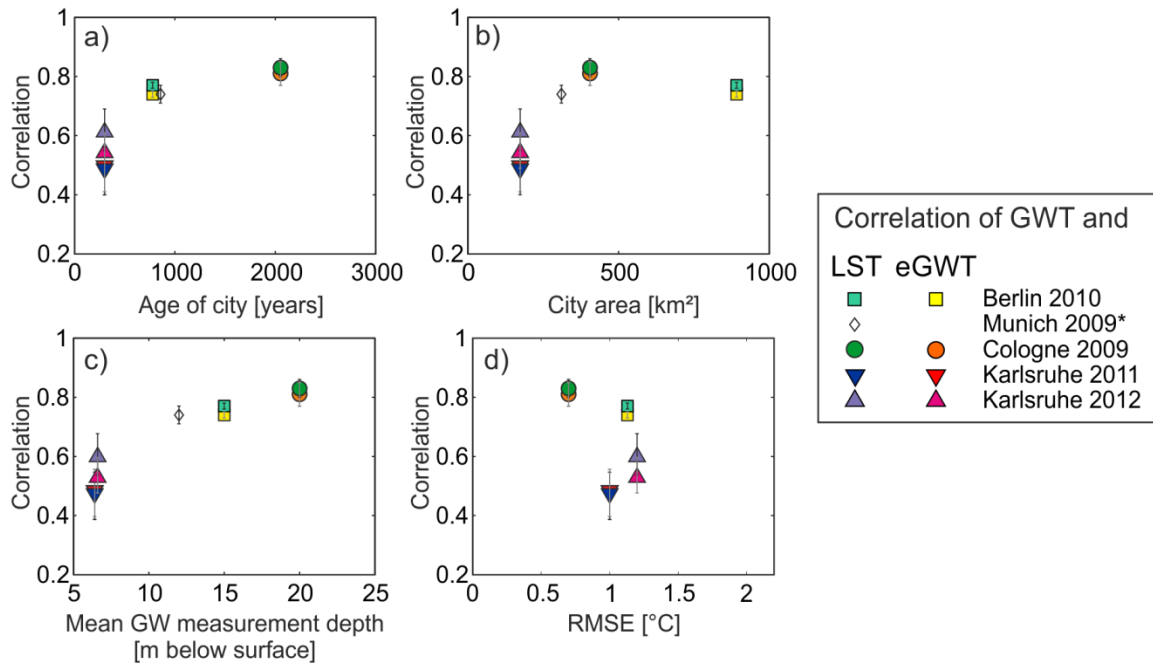 a)
1
0.8
0.6
0.4
0.2
Correlation
0 1000 2000 3000
Age of city [years]
b)
1
0.8
0.6
0.4
0.2
Correlation
0 500 1000
City area [km²]
c)
1
0.8
0.6
0.4
0.2
Correlation
5 10 15 20 25
Mean GW measurement depth
[m below surface]
d)
1
0.8
0.6
0.4
0.2
Correlation
0 0.5 1 1.5 2
RMSE [°C]
Correlation of GWT and
LST eGWT
Berlin 2010
Munich 2009*
Cologne 2009
Karlsruhe 2011
Karlsruhe 2012